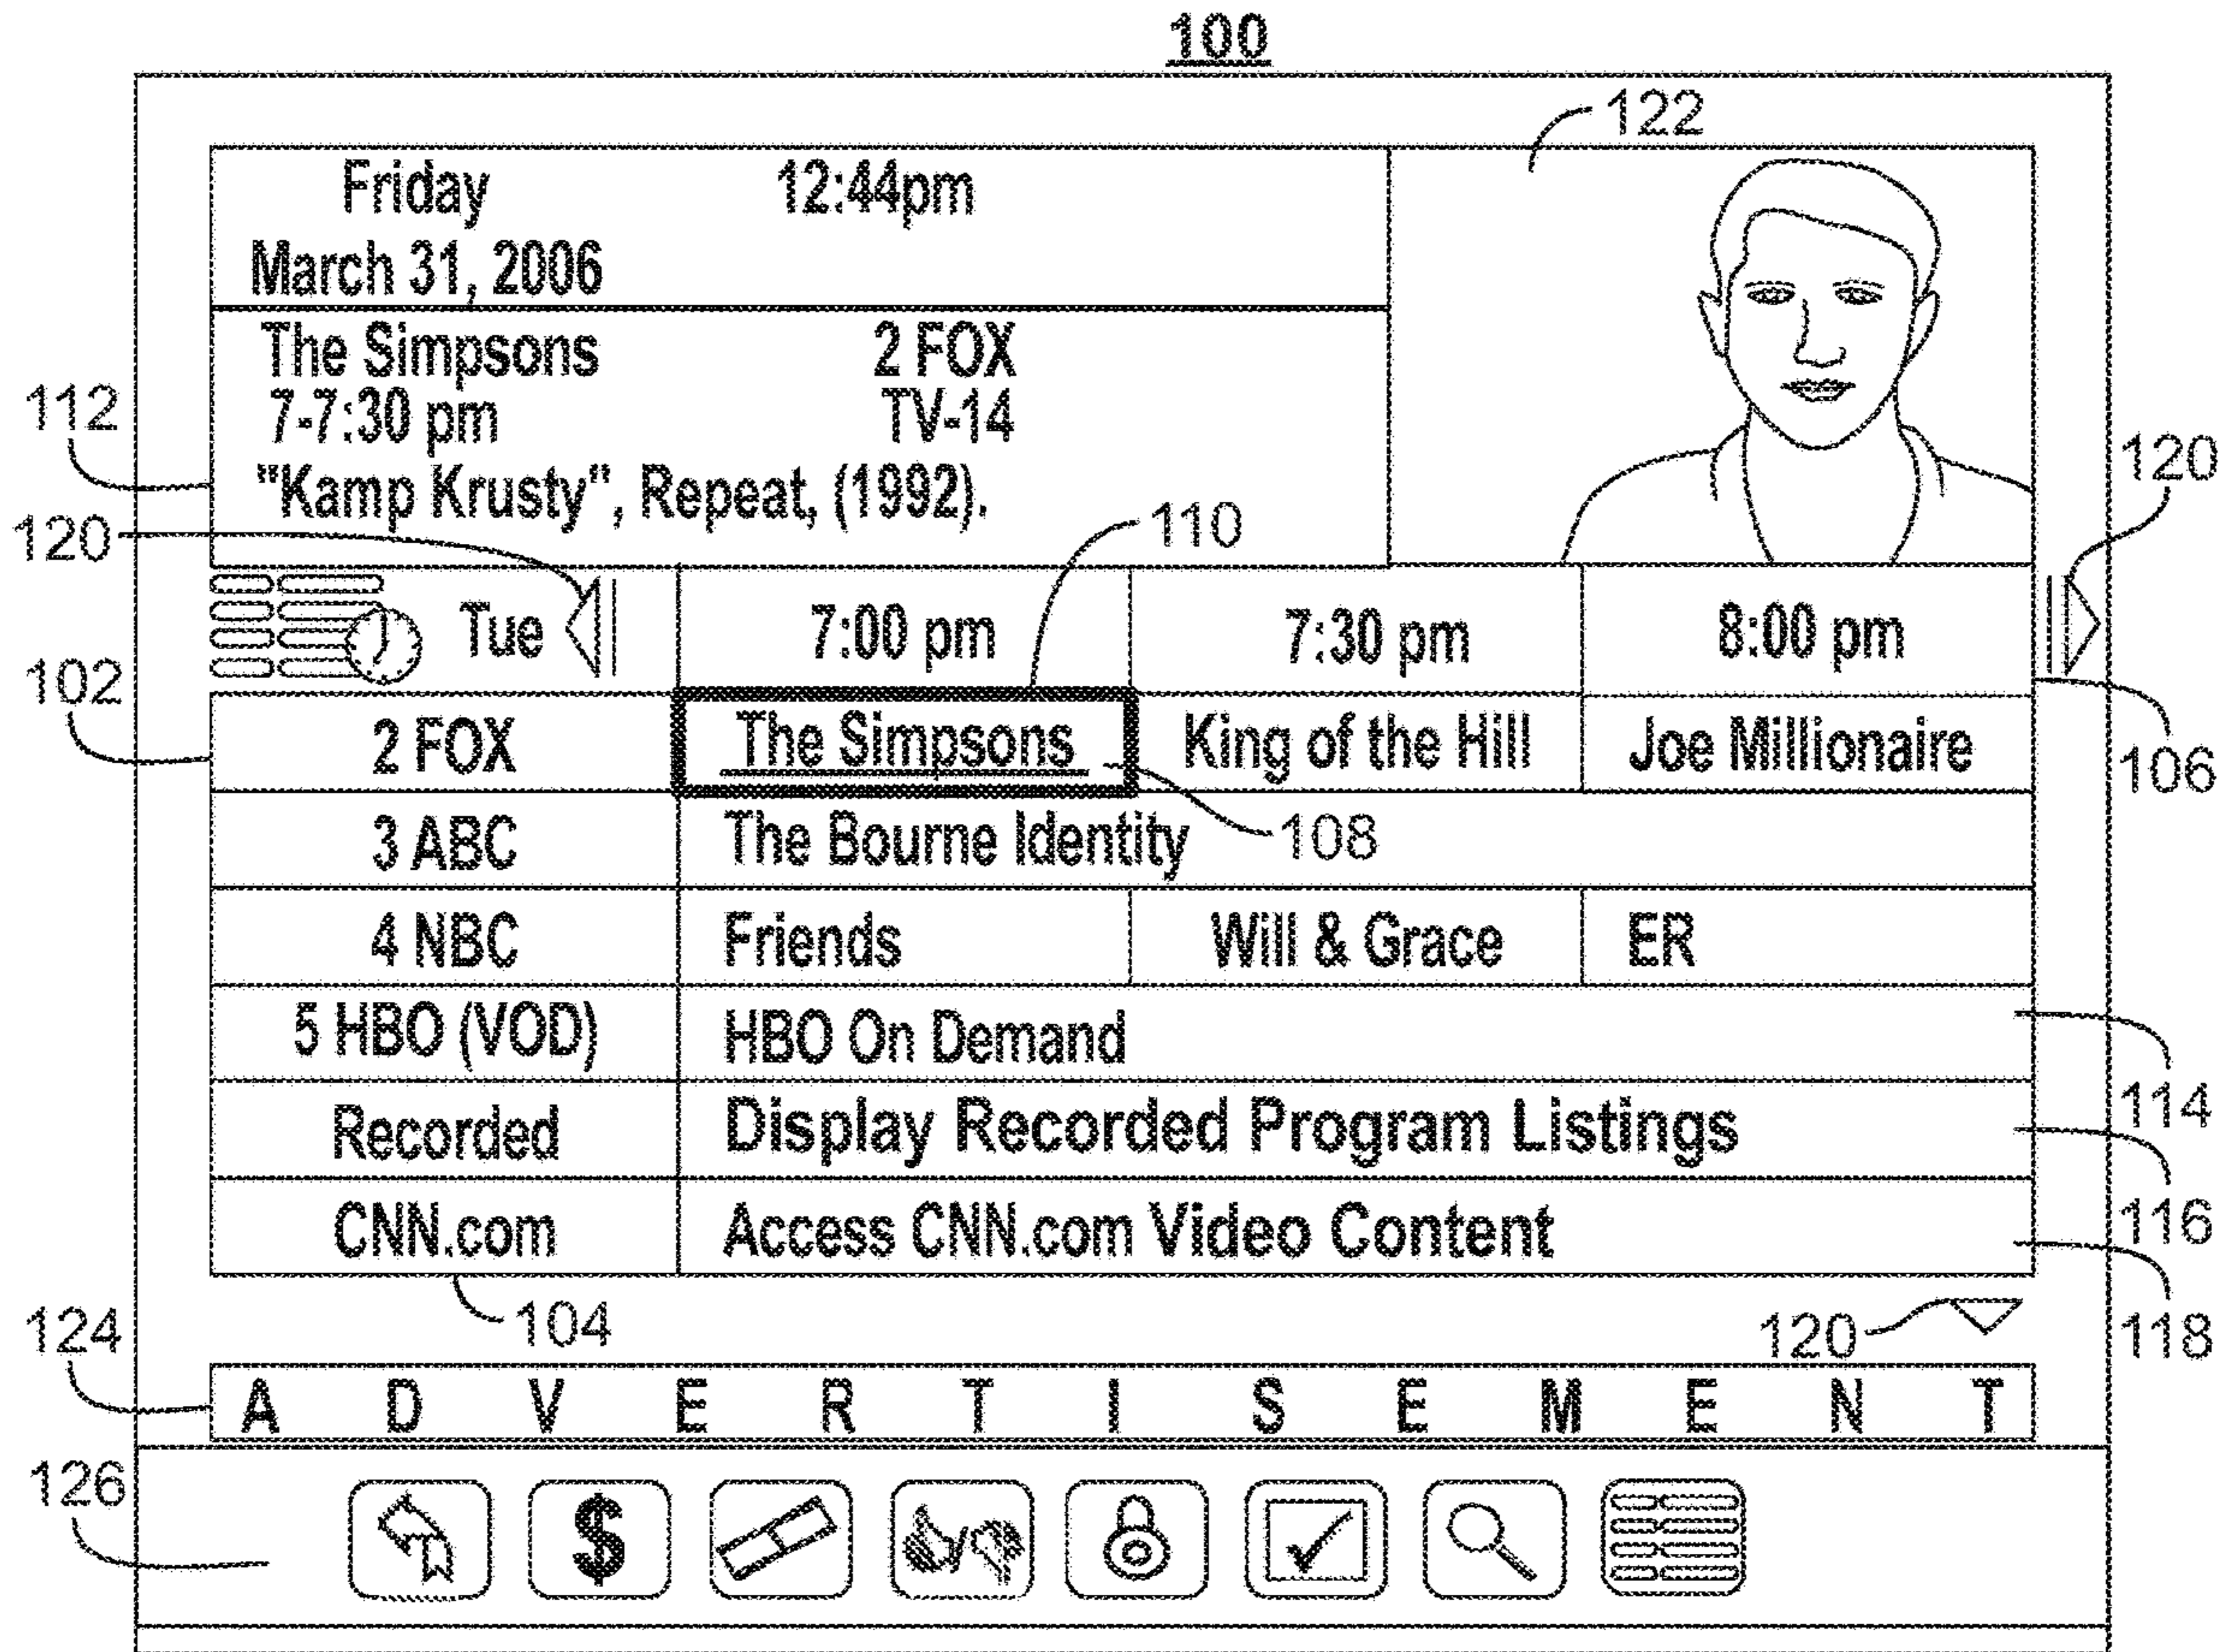 100
122
Friday 12:44pm
March 31, 2006
The Simpsons 2 FOX
7-7:30 pm TV-14
112
"Kamp Krusty", Repeat, (1992).
120
120
110
Tue 7:00 pm 7:30 pm 8:00 pm
102
2 FOX The Simpsons King of the Hill Joe Millionaire
106
3 ABC The Bourne Identity
108
4 NBC Friends Will & Grace ER
5 HBO (VOD) HBO On Demand
114
Recorded Display Recorded Program Listings
116
CNN.com Access CNN.com Video Content
104
120
118
124
A D V E R T I S E M E N T
126
$